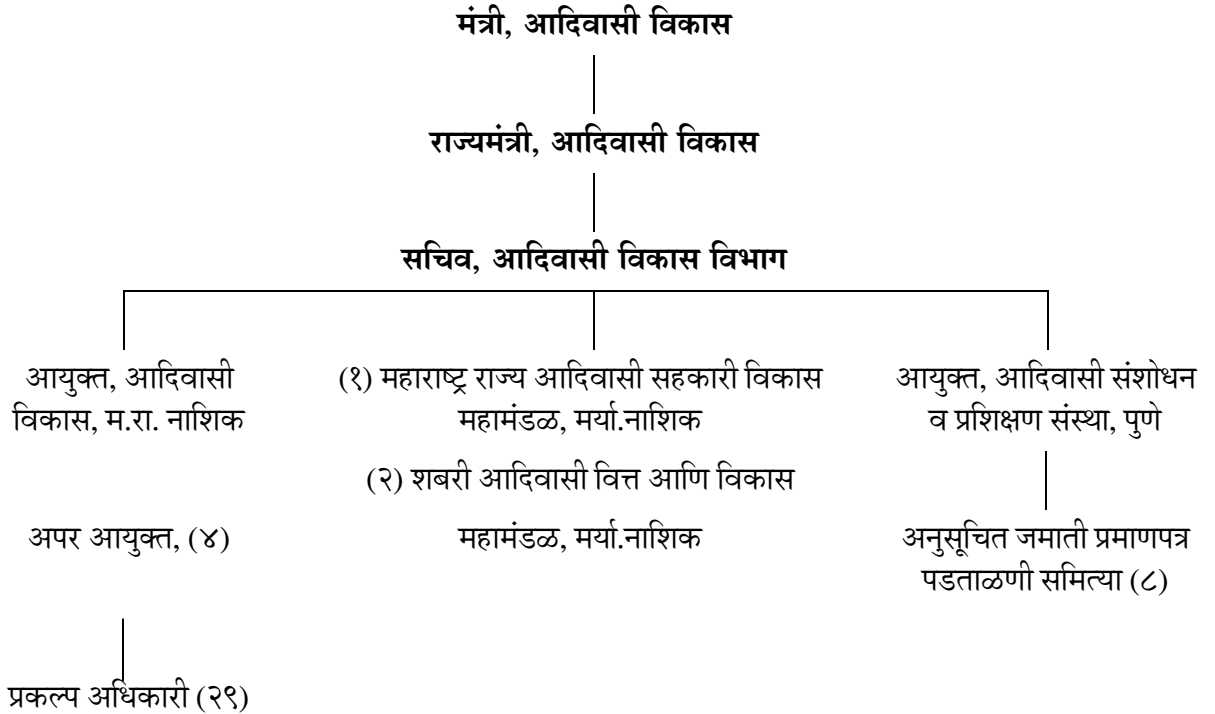 मंत्री, आदिवासी विकास
राज्यमंत्री, आदिवासी विकास
सचिव, आदिवासी विकास विभाग
आयुक्त, आदिवासी
विकास, म.रा. नाशिक
अपर आयुक्त, (४)
प्रकल्प अधिकारी (२९)
(१) महाराष्ट्र राज्य आदिवासी सहकारी विकास
महामंडळ, मर्या.नाशिक
(२) शबरी आदिवासी वित्त आणि विकास
महामंडळ, मर्या.नाशिक
आयुक्त, आदिवासी संशोधन
व प्रशिक्षण संस्था, पुणे
अनुसूचित जमाती प्रमाणपत्र
पडताळणी समित्या (८)